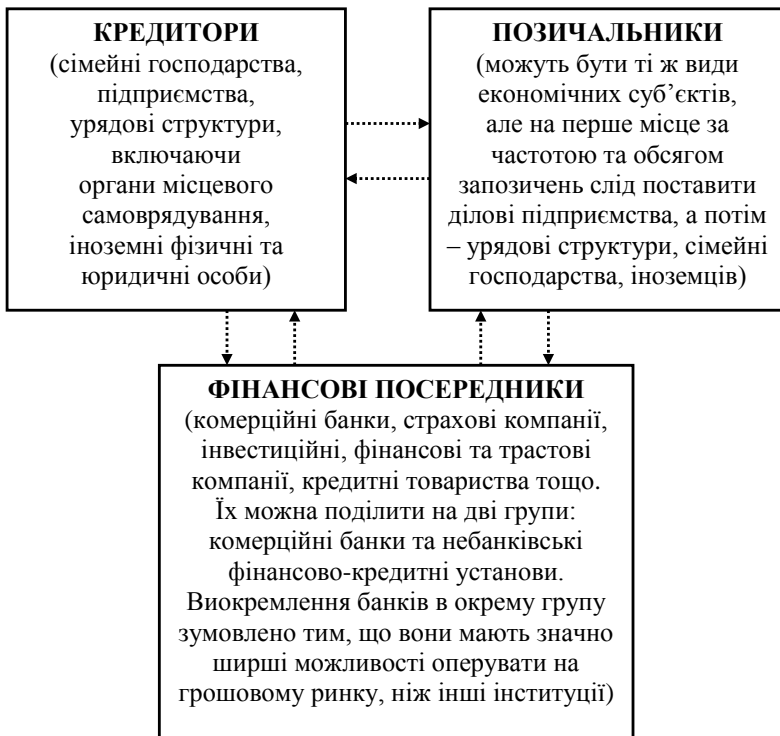 КРЕДИТОРИ
(сімейні господарства,
підприємства,
урядові структури,
включаючи
органи місцевого
самоврядування,
іноземні фізичні та
юридичні особи)
ПОЗИЧАЛЬНИКИ
(можуть бути ті ж види
економічних суб’єктів,
але на перше місце за
частотою та обсягом
запозичень слід поставити
ділові підприємства, а потім
– урядові структури, сімейні
господарства, іноземців)
ФІНАНСОВІ ПОСЕРЕДНИКИ
(комерційні банки, страхові компанії,
інвестиційні, фінансові та трастові
компанії, кредитні товариства тощо.
Їх можна поділити на дві групи:
комерційні банки та небанківські
фінансово-кредитні установи.
Виокремлення банків в окрему групу
зумовлено тим, що вони мають значно
ширші можливості оперувати на
грошовому ринку, ніж інші інституції)